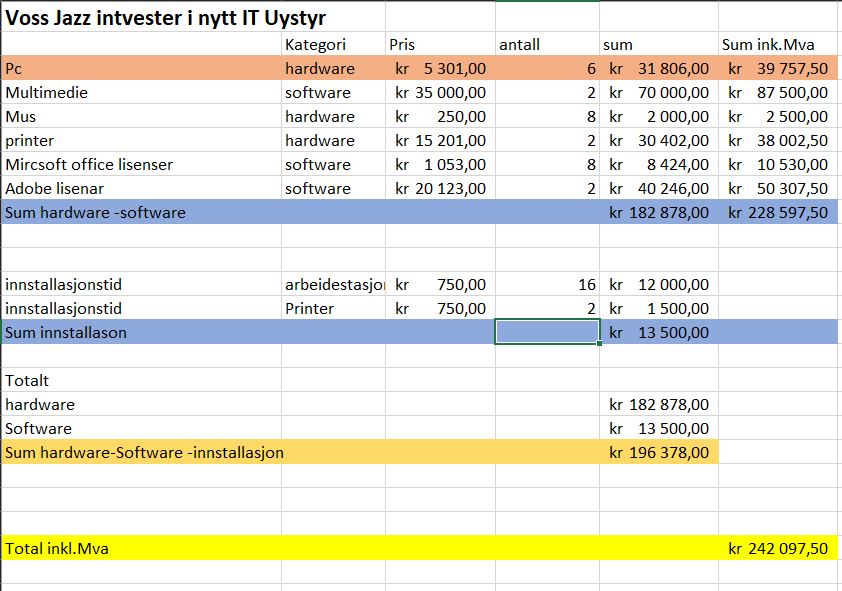 Voss Jazz intvester i nytt IT Uystyr
Kategori Pris antall sum Sum ink.Mva
Pc hardware kr 5 301,00 6 kr 31 806,00 kr 39 757,50
Multimedie software kr 35 000,00 2 kr 70 000,00 kr 87 500,00
Mus hardware kr 250,00 8 kr 2 000,00 kr 2 500,00
printer hardware kr 15 201,00 2 kr 30 402,00 kr 38 002,50
Mircsoft office lisenser software kr 1 053,00 8 kr 8 424,00 kr 10 530,00
Adobe lisenar software kr 20 123,00 2 kr 40 246,00 kr 50 307,50
Sum hardware -software kr 182 878,00 kr 228 597,50
innstallasjonstid arbeidestasjo kr 750,00 16 kr 12 000,00
innstallasjonstid Printer kr 750,00 2 kr 1 500,00
Sum innstallason kr 13 500,00
Totalt
hardware kr 182 878,00
Software kr 13 500,00
Sum hardware-Software -innstallasjon kr 196 378,00
Total inkl.Mva kr 242 097,50